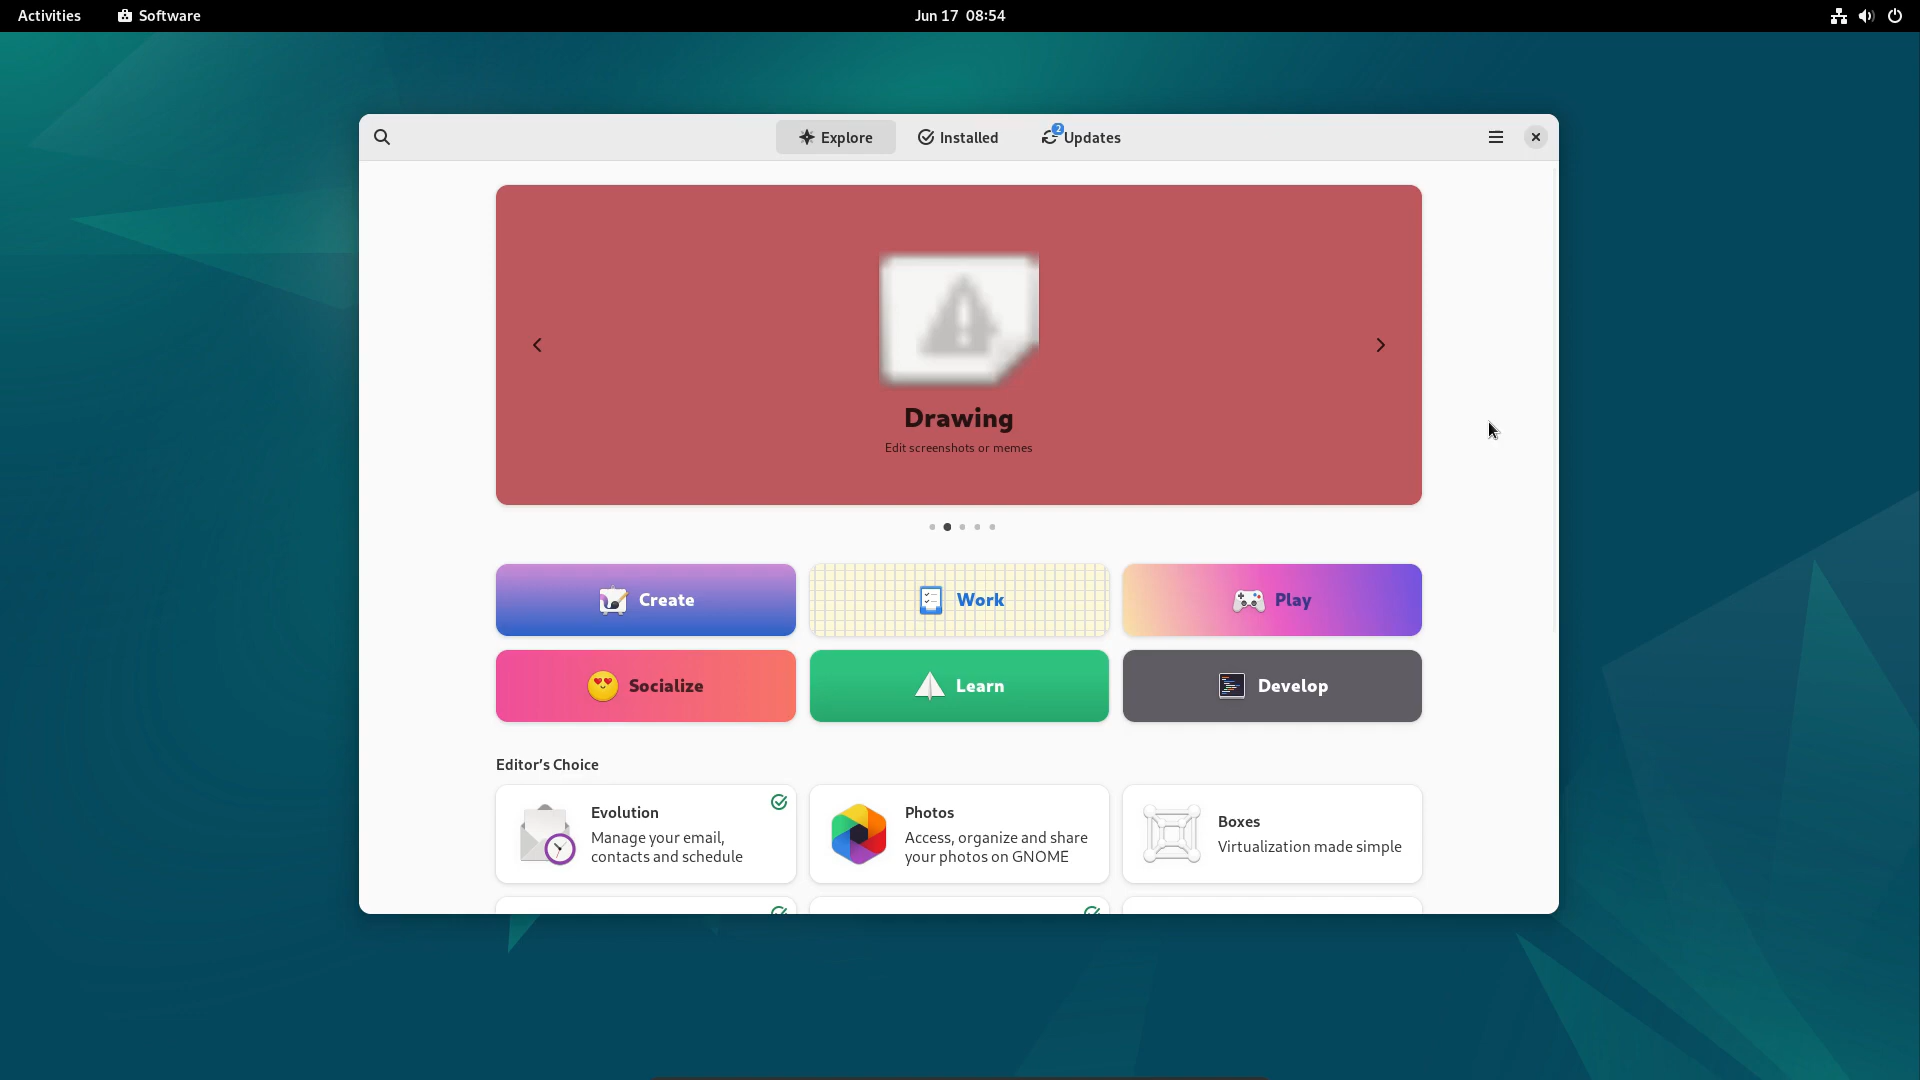 Activities Software Jun 17 08:54
Explore Installed 2 Updates
Drawing
Edit screenshots or memes
Create Work Play
Socialize Learn Develop
Editor's Choice
Evolution
Manage your email,
contacts and schedule
Photos
Access, organize and share
your photos on GNOME
Boxes
Virtualization made simple